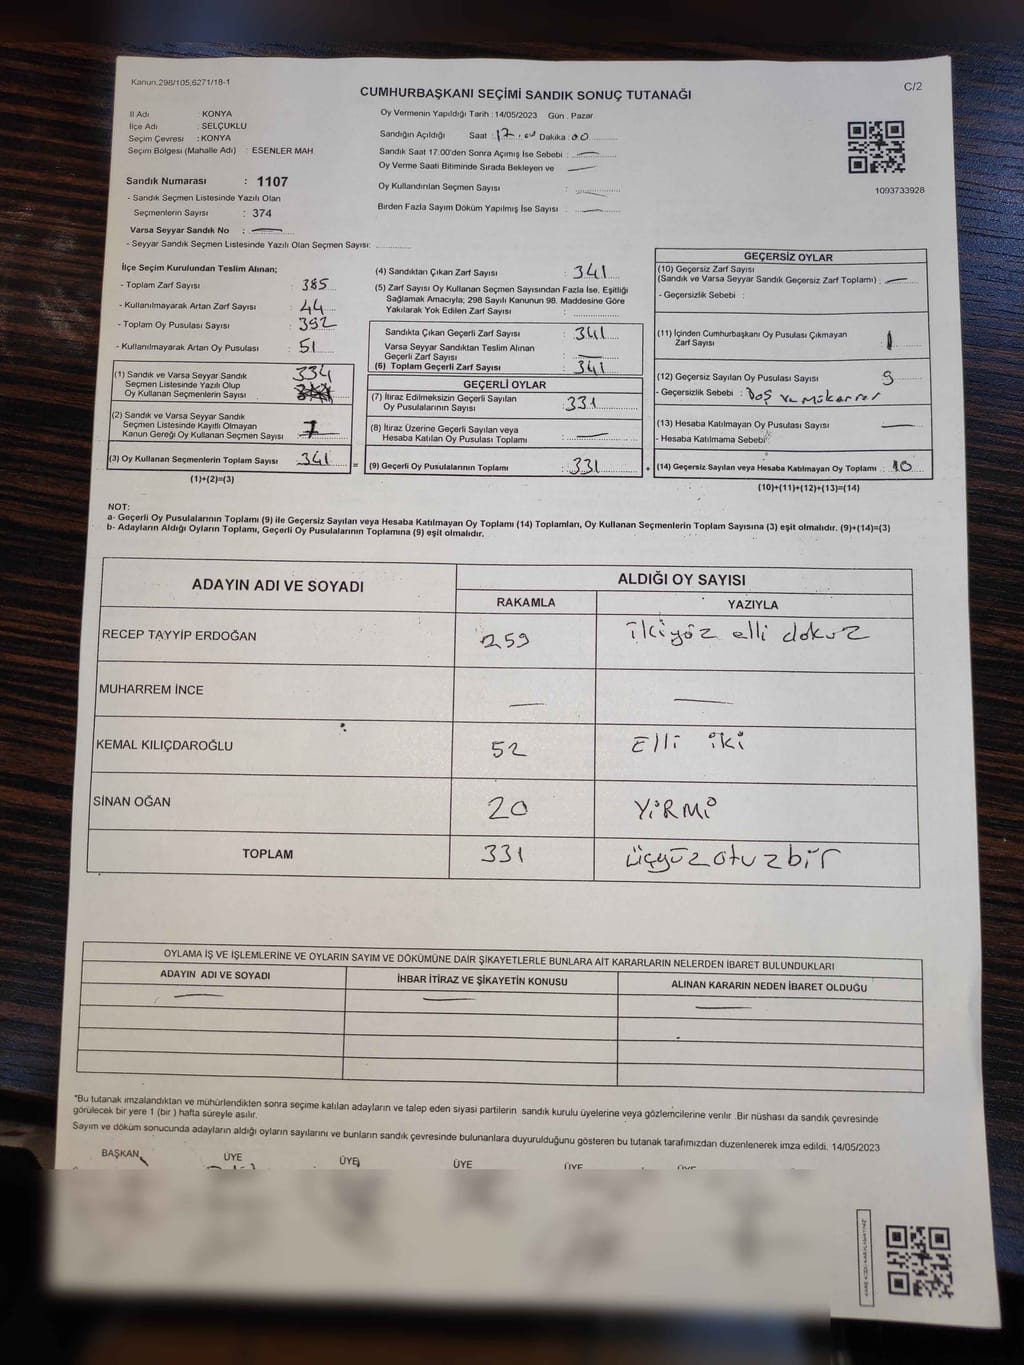 Kanun.298/105,6271/18-1
C/2
CUMHURBAŞKANI SEÇİMİ SANDIK SONUÇ TUTANAĞI
İl Adı : KONYA
İlçe Adı : SELÇUKLU
Seçim Çevresi : KONYA
Seçim Bölgesi (Mahalle Adı) : ESENLER MAH.
Oy Vermenin Yapıldığı Tarih : 14/05/2023 Gün : Pazar
Sandığın Açıldığı Saat : 17.00 Dakika : 00
Sandık Saat 17.00'den Sonra Açımış İse Sebebi : —
Oy Verme Saati Bitiminde Sırada Bekleyen ve —
Oy Kullandırılan Seçmen Sayısı : —
Birden Fazla Sayım Döküm Yapılmış İse Sayısı : —
1093733928
Sandık Numarası : 1107
- Sandık Seçmen Listesinde Yazılı Olan
Seçmenlerin Sayısı : 374
Varsa Seyyar Sandık No : —
- Seyyar Sandık Seçmen Listesinde Yazılı Olan Seçmen Sayısı:
İlçe Seçim Kurulundan Teslim Alınan;
- Toplam Zarf Sayısı : 385
- Kullanılmayarak Artan Zarf Sayısı : 44
- Toplam Oy Pusulası Sayısı : 392
- Kullanılmayarak Artan Oy Pusulası : 51
(1) Sandık ve Varsa Seyyar Sandık 334
Seçmen Listesinde Yazılı Olup
Oy Kullanan Seçmenlerin Sayısı :
(2) Sandık ve Varsa Seyyar Sandık
Seçmen Listesinde Kayıtlı Olmayan
Kanun Gereği Oy Kullanan Seçmen Sayısı : 7
(3) Oy Kullanan Seçmenlerin Toplam Sayısı : 341
(1)+(2)=(3)
(4) Sandıktan Çıkan Zarf Sayısı : 341
(5) Zarf Sayısı Oy Kullanan Seçmen Sayısından Fazla İse, Eşitliği
Sağlamak Amacıyla; 298 Sayılı Kanunun 98. Maddesine Göre
Yakılarak Yok Edilen Zarf Sayısı :
Sandıkta Çıkan Geçerli Zarf Sayısı : 341
Varsa Seyyar Sandıktan Teslim Alınan
Geçerli Zarf Sayısı : —
(6) Toplam Geçerli Zarf Sayısı : 341
GEÇERLİ OYLAR
(7) İtiraz Edilmeksizin Geçerli Sayılan
Oy Pusulalarının Sayısı : 331
(8) İtiraz Üzerine Geçerli Sayılan veya
Hesaba Katılan Oy Pusulası Toplamı : —
= (9) Geçerli Oy Pusulalarının Toplamı : 331
GEÇERSİZ OYLAR
(10) Geçersiz Zarf Sayısı
(Sandık ve Varsa Seyyar Sandık Geçersiz Zarf Toplamı) : —
- Geçersizlik Sebebi :
(11) İçinden Cumhurbaşkanı Oy Pusulası Çıkmayan
Zarf Sayısı : 1
(12) Geçersiz Sayılan Oy Pusulası Sayısı : 9
- Geçersizlik Sebebi : Boş ve Mükerrer
(13) Hesaba Katılmayan Oy Pusulası Sayısı : —
- Hesaba Katılmama Sebebi
+ (14) Geçersiz Sayılan veya Hesaba Katılmayan Oy Toplamı : 10
(10)+(11)+(12)+(13)=(14)
NOT:
a- Geçerli Oy Pusulalarının Toplamı (9) ile Geçersiz Sayılan veya Hesaba Katılmayan Oy Toplamı (14) Toplamları, Oy Kullanan Seçmenlerin Toplam Sayısına (3) eşit olmalıdır. (9)+(14)=(3)
b- Adayların Aldığı Oyların Toplamı, Geçerli Oy Pusulalarının Toplamına (9) eşit olmalıdır.
ADAYIN ADI VE SOYADI ALDIĞI OY SAYISI
RAKAMLA YAZIYLA
RECEP TAYYİP ERDOĞAN 259 ikiyüz elli dokuz
MUHARREM İNCE — —
KEMAL KILIÇDAROĞLU 52 Elli iki
SİNAN OĞAN 20 YİRMİ
TOPLAM 331 üçyüzotuzbir
OYLAMA İŞ VE İŞLEMLERİNE VE OYLARIN SAYIM VE DÖKÜMÜNE DAİR ŞİKAYETLERLE BUNLARA AİT KARARLARIN NELERDEN İBARET BULUNDUKLARI
ADAYIN ADI VE SOYADI İHBAR İTİRAZ VE ŞİKAYETİN KONUSU ALINAN KARARIN NEDEN İBARET OLDUĞU
— — —
"Bu tutanak imzalandıktan ve mühürlendikten sonra seçime katılan adayların ve talep eden siyasi partilerin sandık kurulu üyelerine veya gözlemcilerine verilir. Bir nüshası da sandık çevresinde
görülecek bir yere 1 (bir ) hafta süreyle asılır.
Sayım ve döküm sonucunda adayların aldığı oyların sayılarını ve bunların sandık çevresinde bulunanlara duyurulduğunu gösteren bu tutanak tarafımızdan düzenlenerek imza edildi. 14/05/2023
BAŞKAN ÜYE ÜYE ÜYE ÜYE ÜYE